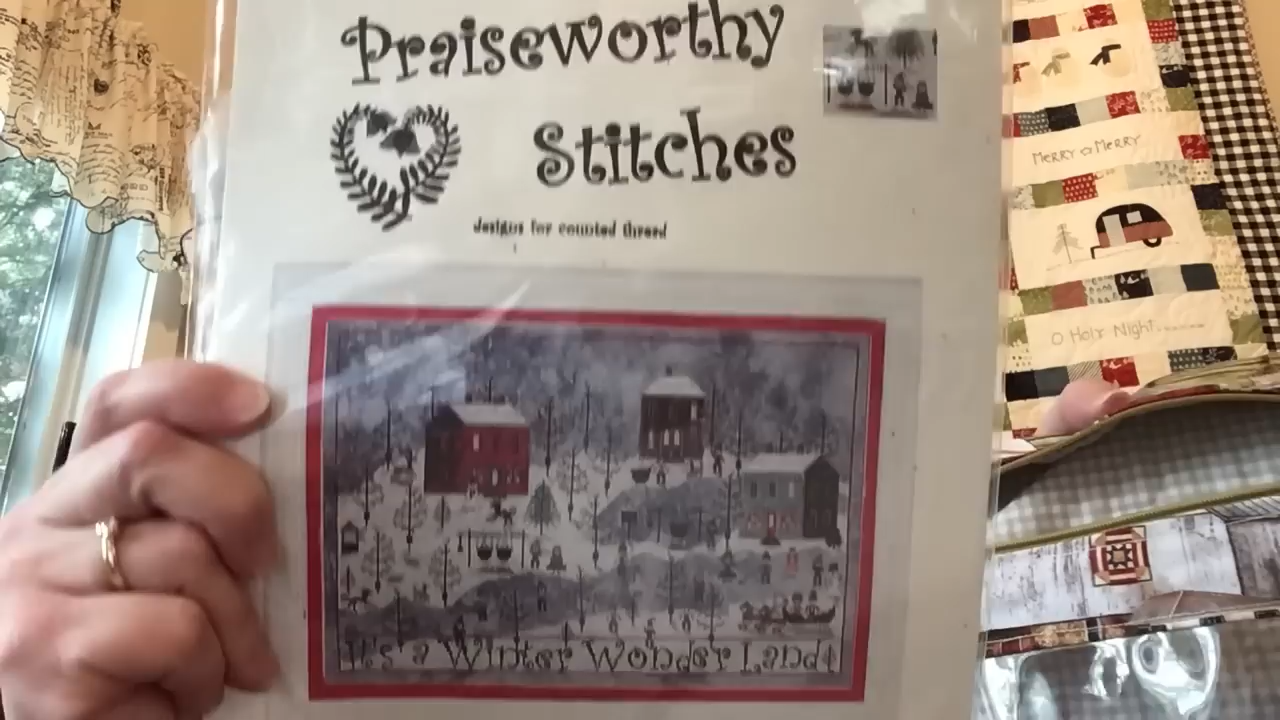 Praiseworthy
Stitches
designs for counted thread
It's a Winter Wonder Land
MERRY MERRY
O HOLY NIGHT